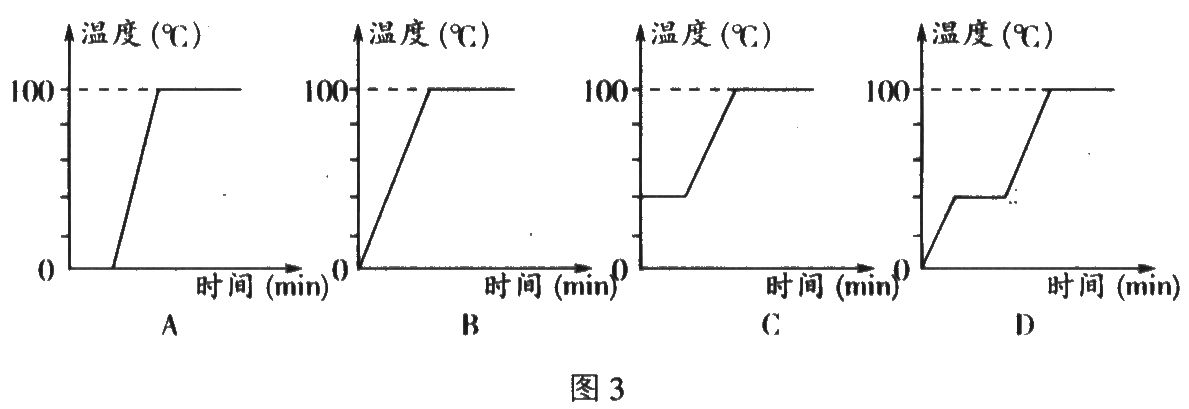 温度 (℃) 温度 (℃) 温度 (℃) 温度 (℃)
100 100 100 100
0 0 0 0
时间 (min) 时间 (min) 时间 (min) 时间 (min)
A B C D
图 3